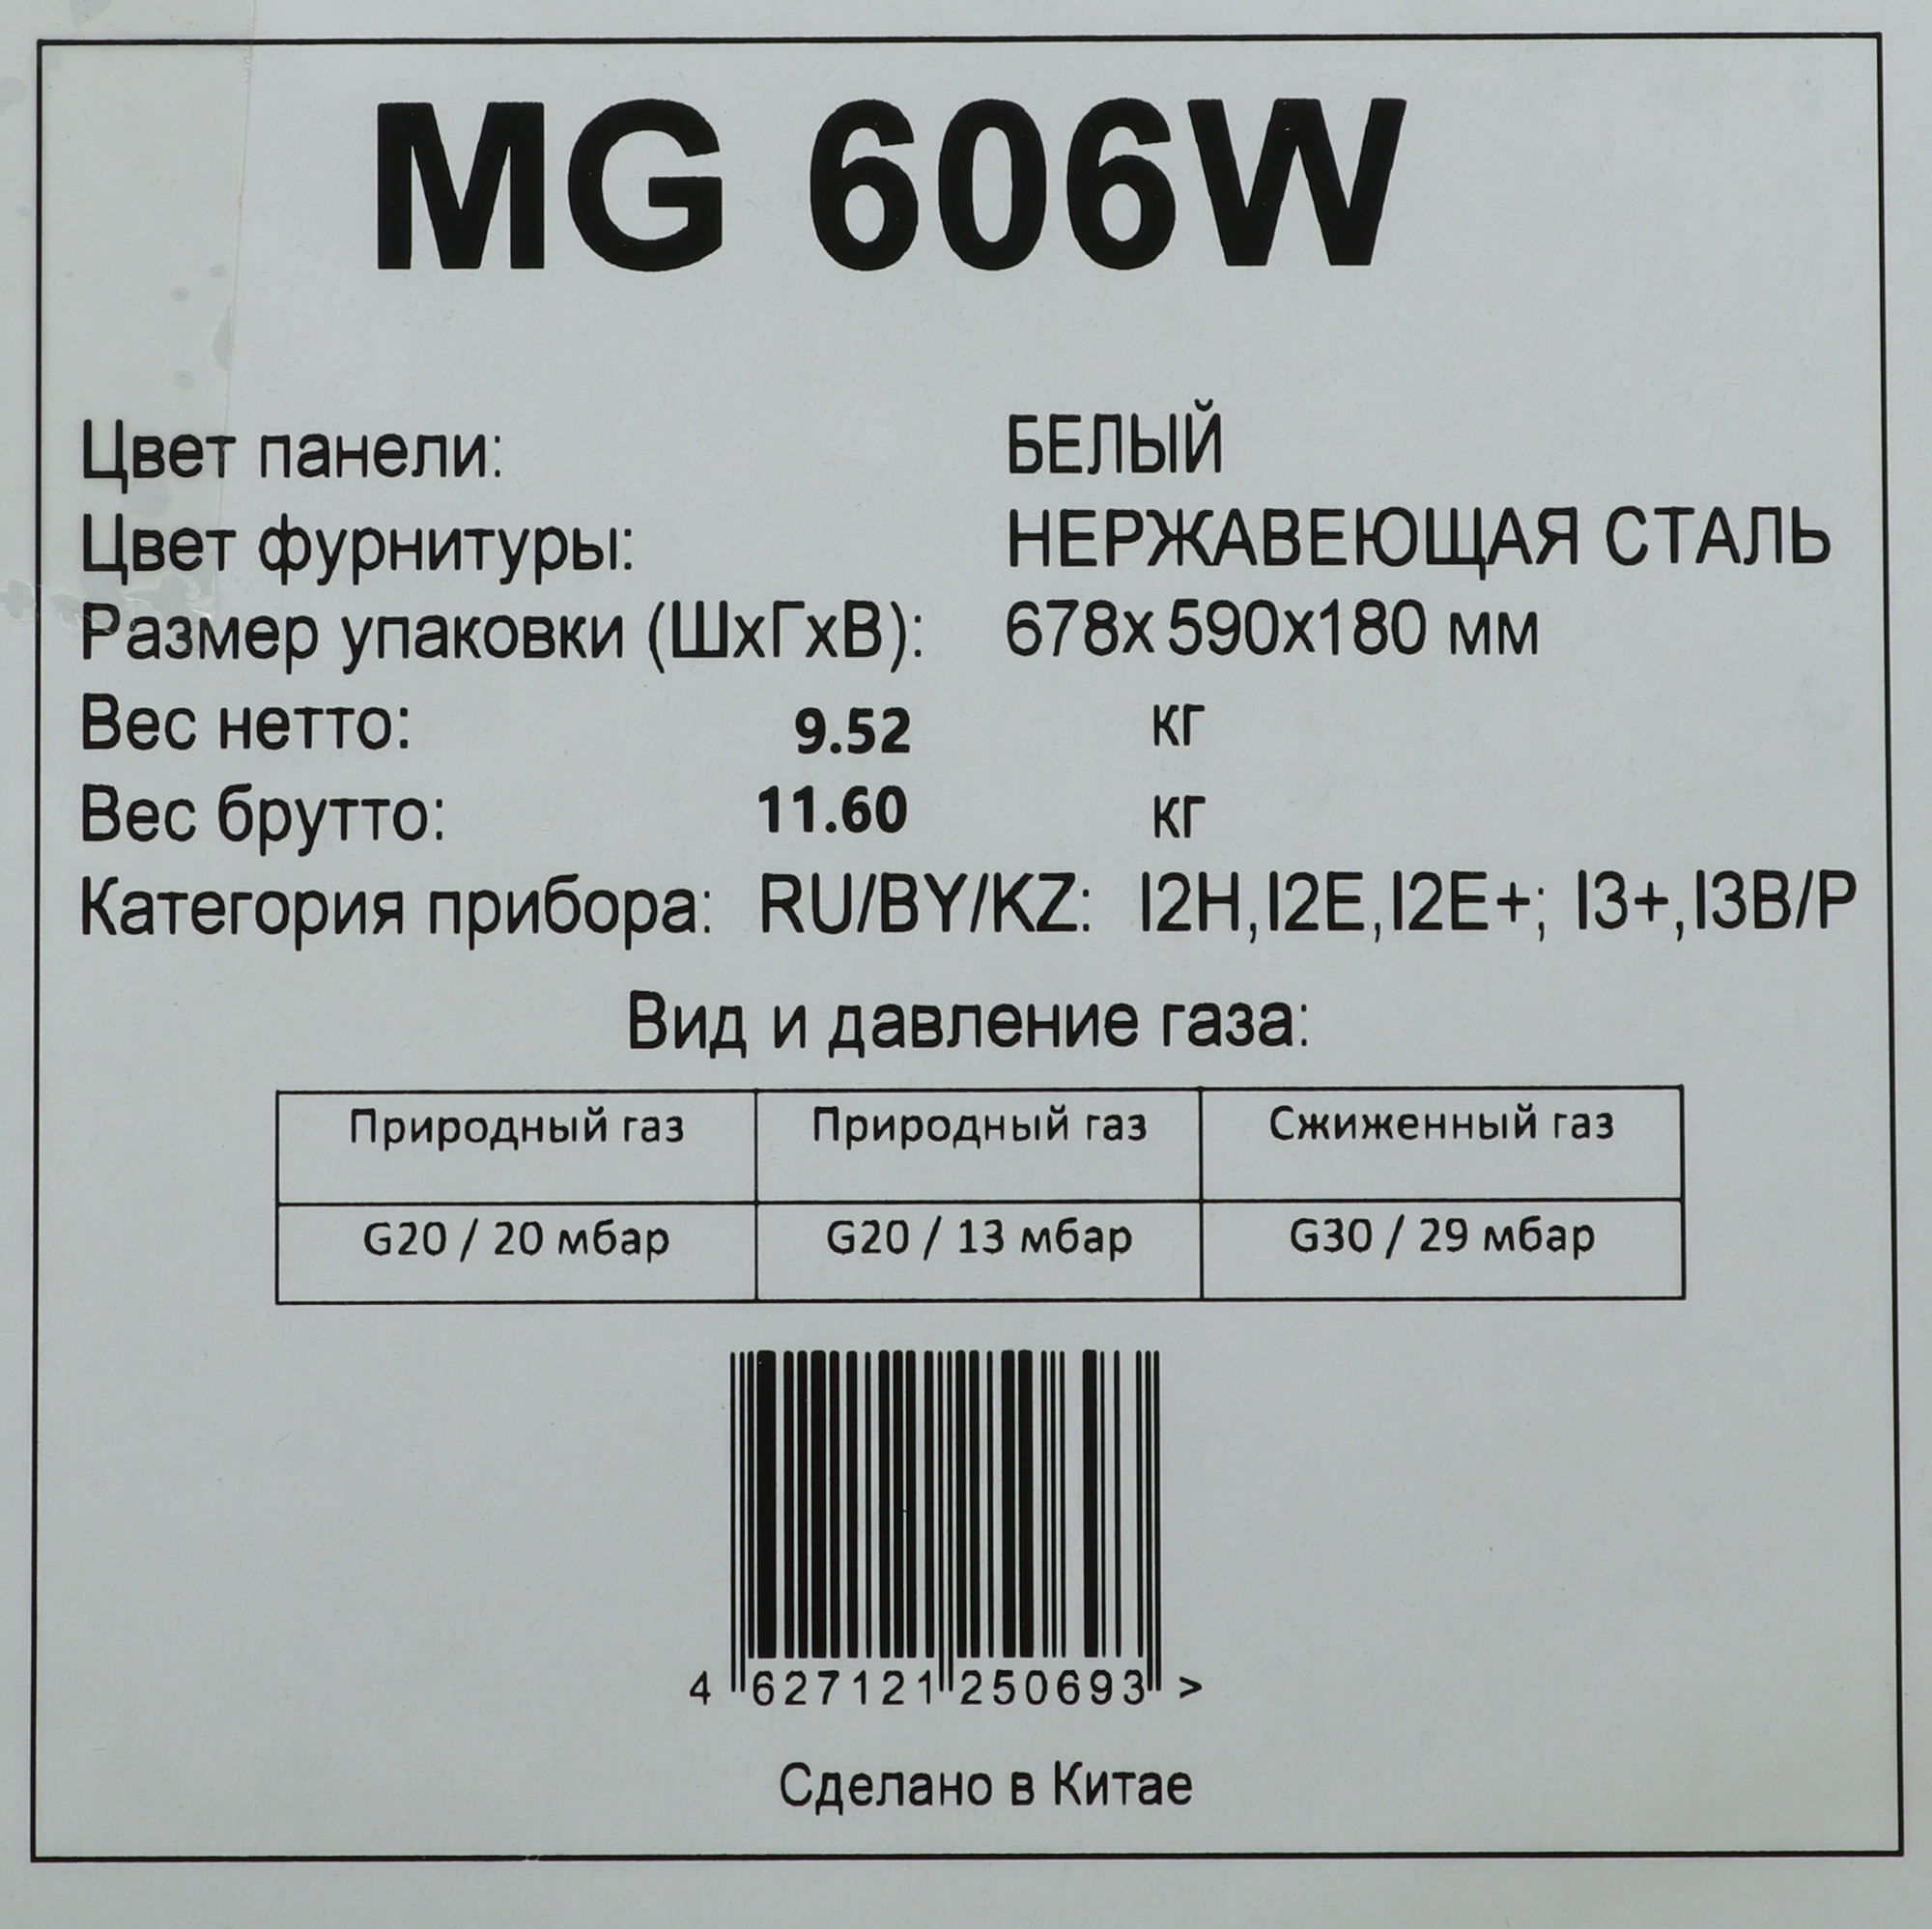 MG 606W
Цвет панели: БЕЛЫЙ
Цвет фурнитуры: НЕРЖАВЕЮЩАЯ СТАЛЬ
Размер упаковки (ШхГхВ): 678х590х180 мм
Вес нетто: 9.52 кг
Вес брутто: 11.60 кг
Категория прибора: RU/BY/KZ: I2H,I2E,I2E+; I3+,I3B/P
Вид и давление газа:
Природный газ Природный газ Сжиженный газ
G20 / 20 мбар G20 / 13 мбар G30 / 29 мбар
4 627121 250693 >
Сделано в Китае